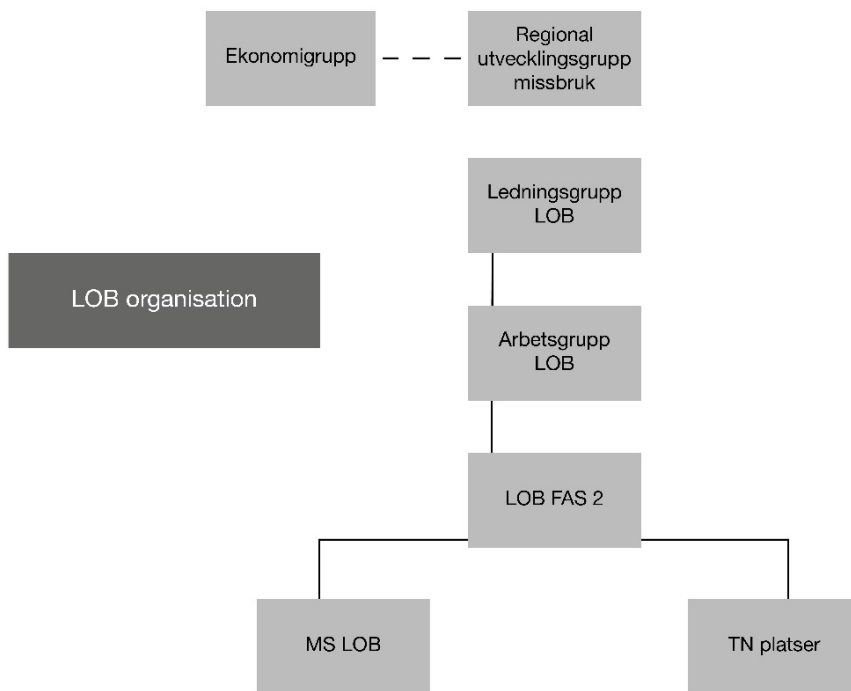 Ekonomigrupp
Regional
utvecklingsgrupp
missbruk
Ledningsgrupp
LOB
LOB organisation
Arbetsgrupp
LOB
LOB FAS 2
MS LOB
TN platser